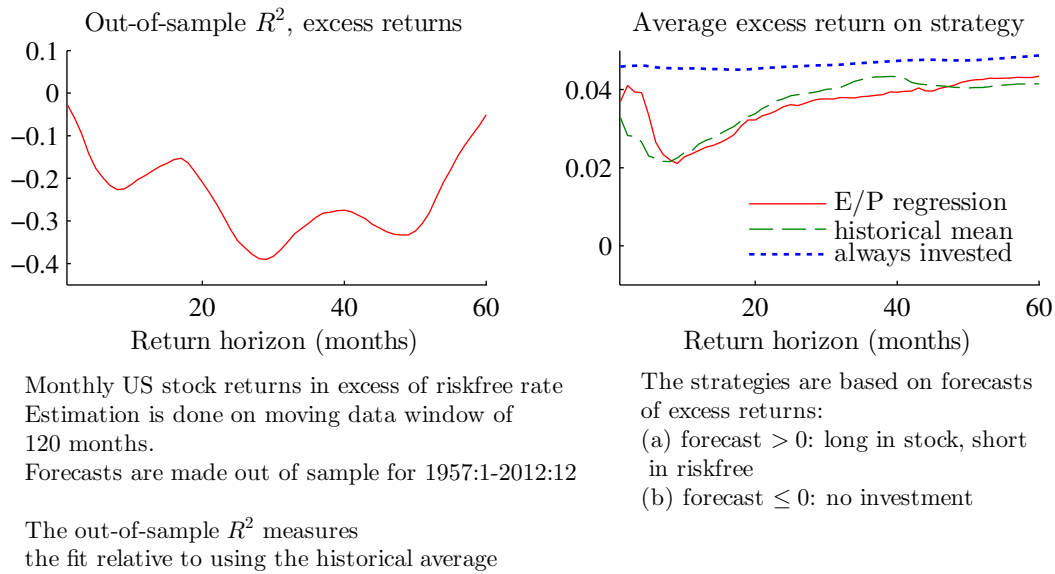 Out-of-sample R², excess returns
0.1
0
−0.1
−0.2
−0.3
−0.4
20
40
60
Return horizon (months)
Monthly US stock returns in excess of riskfree rate
Estimation is done on moving data window of
120 months.
Forecasts are made out of sample for 1957:1-2012:12
The out-of-sample R² measures
the fit relative to using the historical average
Average excess return on strategy
0.04
0.02
0
E/P regression
historical mean
always invested
20
40
60
Return horizon (months)
The strategies are based on forecasts
of excess returns:
(a) forecast > 0: long in stock, short
in riskfree
(b) forecast ≤ 0: no investment